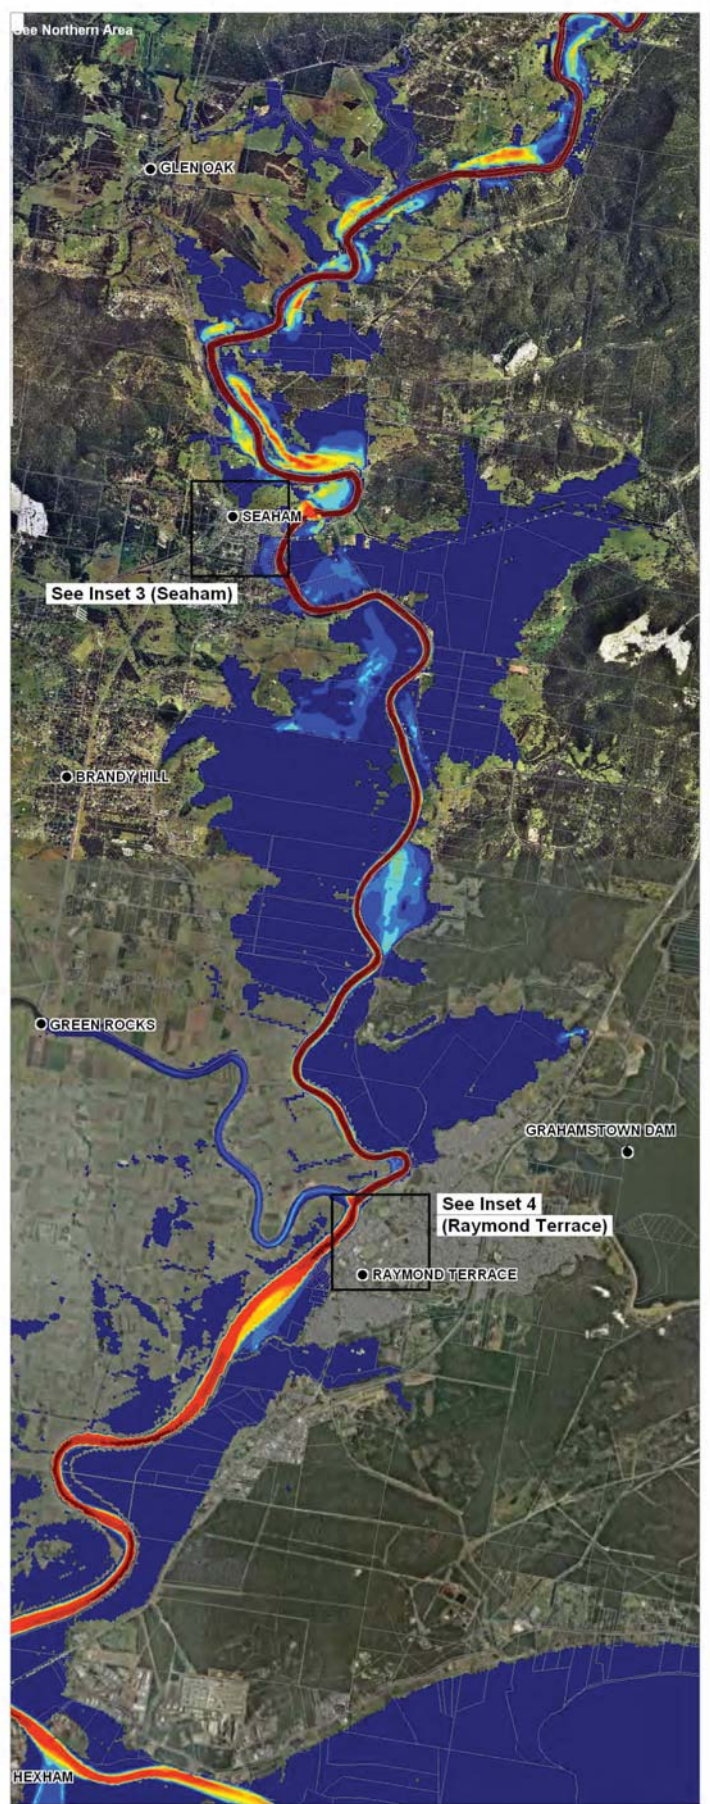 See Northern Area
GLEN OAK
SEAHAM
See Inset 3 (Seaham)
BRANDY HILL
GREEN ROCKS
GRAHAMSTOWN DAM
See Inset 4
(Raymond Terrace)
RAYMOND TERRACE
HEXHAM